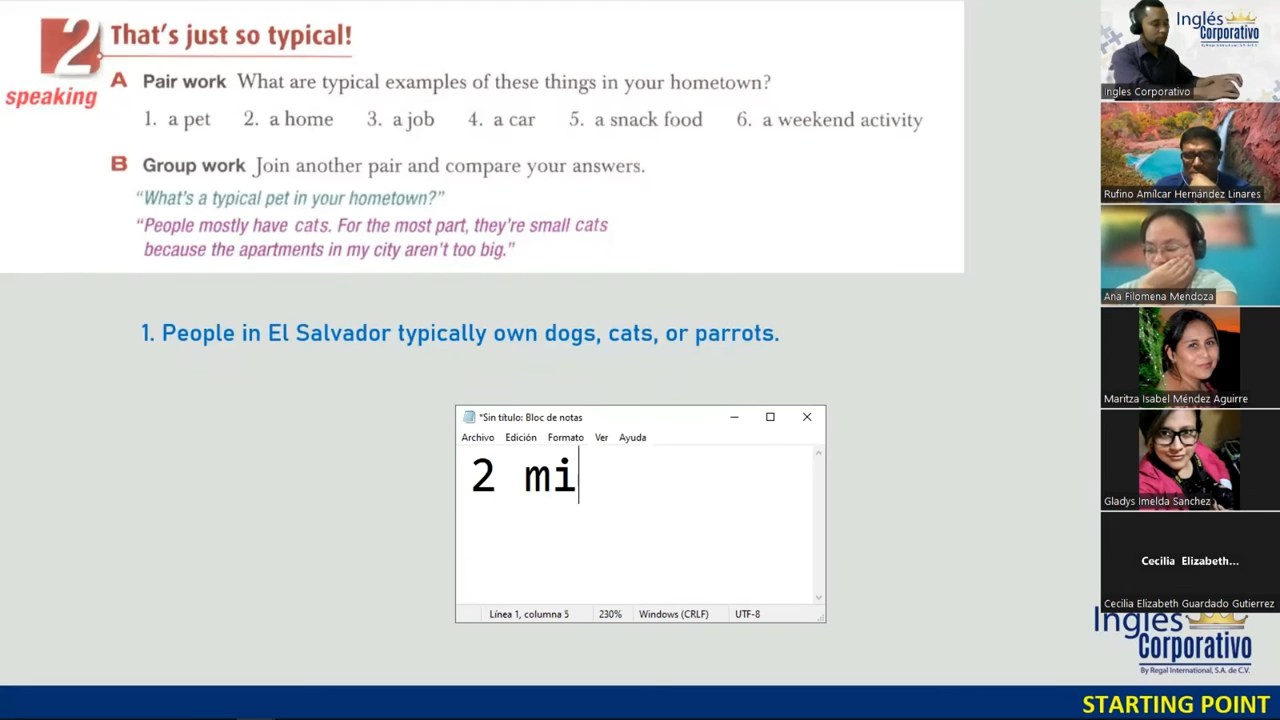 2
speaking
That's just so typical!
A Pair work What are typical examples of these things in your hometown?
1. a pet 2. a home 3. a job 4. a car 5. a snack food 6. a weekend activity
B Group work Join another pair and compare your answers.
"What's a typical pet in your hometown?"
"People mostly have cats. For the most part, they're small cats
because the apartments in my city aren't too big."
1. People in El Salvador typically own dogs, cats, or parrots.
*Sin título: Bloc de notas
Archivo Edición Formato Ver Ayuda
2 mi
Línea 1, columna 5 230% Windows (CRLF) UTF-8
Inglés
Corporativo
By Regal International, S.A. de C.V.
Ingles Corporativo
Rufino Amílcar Hernández Linares
Ana Filomena Mendoza
Maritza Isabel Méndez Aguirre
Gladys Imelda Sanchez
Cecilia Elizabeth...
Cecilia Elizabeth Guardado Gutierrez
Inglés
Corporativo
By Regal International, S.A. de C.V.
STARTING POINT